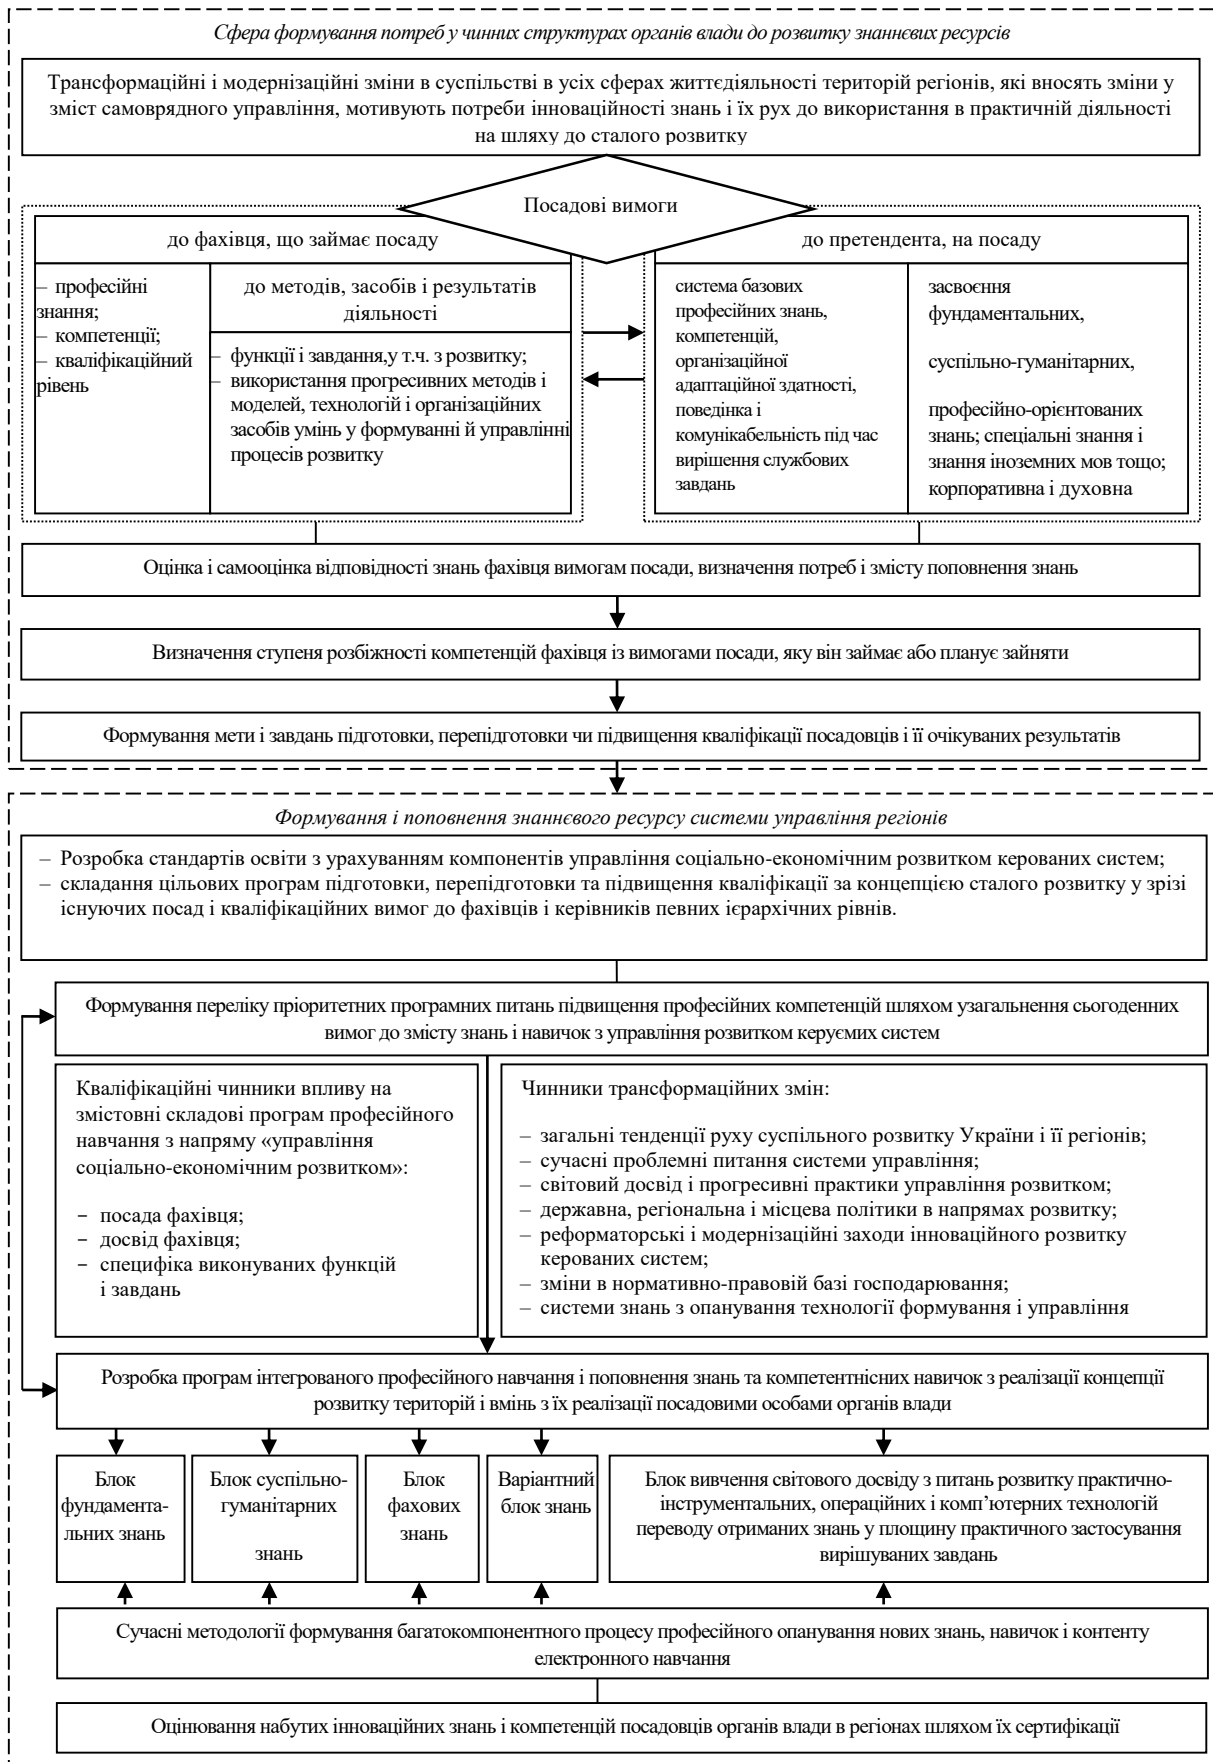 Сфера формування потреб у чинних структурах органів влади до розвитку знаннєвих ресурсів
Трансформаційні і модернізаційні зміни в суспільстві в усіх сферах життєдіяльності територій регіонів, які вносять зміни у
зміст самоврядного управління, мотивують потреби інноваційності знань і їх рух до використання в практичній діяльності
на шляху до сталого розвитку
Посадові вимоги
до фахівця, що займає посаду
– професійні
знання;
– компетенції;
– кваліфікаційний
рівень
до методів, засобів і результатів
діяльності
– функції і завдання,у т.ч. з розвитку;
– використання прогресивних методів і
моделей, технологій і організаційних
засобів умінь у формуванні й управлінні
процесів розвитку
до претендента, на посаду
система базових
професійних знань,
компетенцій,
організаційної
адаптаційної здатності,
поведінка і
комунікабельність під час
вирішення службових
завдань
засвоєння
фундаментальних,
суспільно-гуманітарних,
професійно-орієнтованих
знань; спеціальні знання і
знання іноземних мов тощо;
корпоративна і духовна
Оцінка і самооцінка відповідності знань фахівця вимогам посади, визначення потреб і змісту поповнення знань
Визначення ступеня розбіжності компетенцій фахівця із вимогами посади, яку він займає або планує зайняти
Формування мети і завдань підготовки, перепідготовки чи підвищення кваліфікації посадовців і її очікуваних результатів
Формування і поповнення знаннєвого ресурсу системи управління регіонів
– Розробка стандартів освіти з урахуванням компонентів управління соціально-економічним розвитком керованих систем;
– складання цільових програм підготовки, перепідготовки та підвищення кваліфікації за концепцією сталого розвитку у зрізі
існуючих посад і кваліфікаційних вимог до фахівців і керівників певних ієрархічних рівнів.
Формування переліку пріоритетних програмних питань підвищення професійних компетенцій шляхом узагальнення сьогоденних
вимог до змісту знань і навичок з управління розвитком керуємих систем
Кваліфікаційні чинники впливу на
змістовні складові програм професійного
навчання з напряму «управління
соціально-економічним розвитком»:
– посада фахівця;
– досвід фахівця;
– специфіка виконуваних функцій
і завдань
Чинники трансформаційних змін:
– загальні тенденції руху суспільного розвитку України і її регіонів;
– сучасні проблемні питання системи управління;
– світовий досвід і прогресивні практики управління розвитком;
– державна, регіональна і місцева політики в напрямах розвитку;
– реформаторські і модернізаційні заходи інноваційного розвитку
керованих систем;
– зміни в нормативно-правовій базі господарювання;
– системи знань з опанування технології формування і управління
Розробка програм інтегрованого професійного навчання і поповнення знань та компетентнісних навичок з реалізації концепції
розвитку територій і вмінь з їх реалізації посадовими особами органів влади
Блок
фундамента-
льних знань
Блок суспільно-
гуманітарних
знань
Блок
фахових
знань
Варіантний
блок знань
Блок вивчення світового досвіду з питань розвитку практично-
інструментальних, операційних і комп’ютерних технологій
переводу отриманих знань у площину практичного застосування
вирішуваних завдань
Сучасні методології формування багатокомпонентного процесу професійного опанування нових знань, навичок і контенту
електронного навчання
Оцінювання набутих інноваційних знань і компетенцій посадовців органів влади в регіонах шляхом їх сертифікації